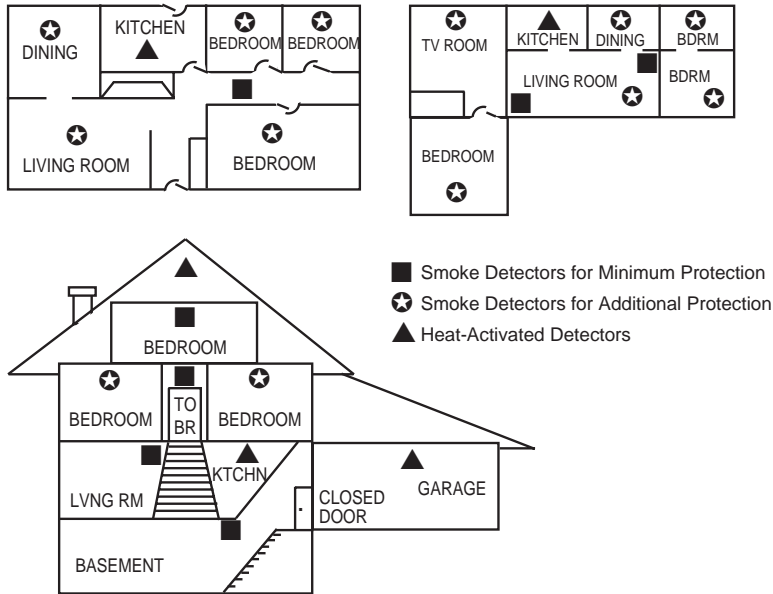 DINING
KITCHEN
BEDROOM
BEDROOM
LIVING ROOM
BEDROOM
TV ROOM
KITCHEN
DINING
BDRM
LIVING ROOM
BDRM
BEDROOM
Smoke Detectors for Minimum Protection
Smoke Detectors for Additional Protection
Heat-Activated Detectors
BEDROOM
BEDROOM
TO
BR
BEDROOM
LVNG RM
KTCHN
CLOSED
DOOR
GARAGE
BASEMENT